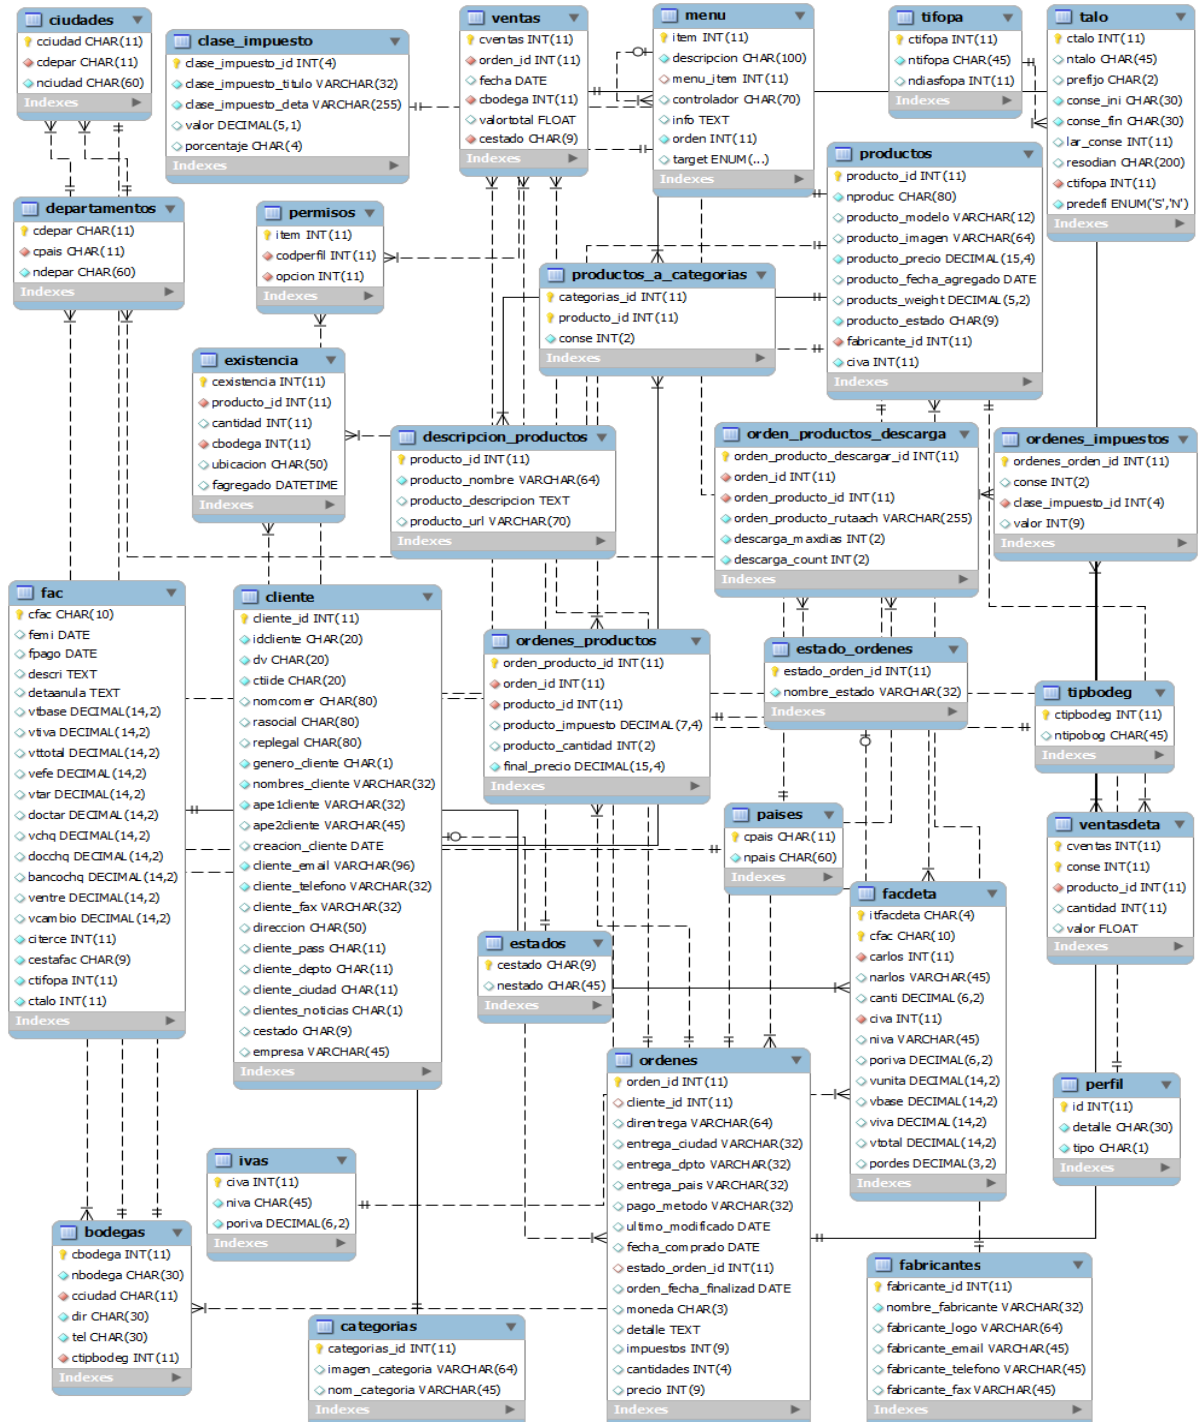 ciudades
cciudad CHAR(11)
cdepar CHAR(11)
nciudad CHAR(60)
Indexes
clase_impuesto
clase_impuesto_id INT(4)
clase_impuesto_titulo VARCHAR(32)
clase_impuesto_deta VARCHAR(255)
valor DECIMAL(5,1)
porcentaje CHAR(4)
Indexes
ventas
cventas INT(11)
orden_id INT(11)
fecha DATE
cbodega INT(11)
valortotal FLOAT
cestado CHAR(9)
Indexes
menu
item INT(11)
descripcion CHAR(100)
menu_item INT(11)
controlador CHAR(70)
info TEXT
orden INT(11)
target ENUM(...)
Indexes
tifopa
ctifopa INT(11)
ntifopa CHAR(45)
ndiasfopa INT(11)
Indexes
talo
ctalo INT(11)
ntalo CHAR(45)
prefijo CHAR(2)
conse_ini CHAR(30)
conse_fin CHAR(30)
lar_conse INT(11)
resodian CHAR(200)
ctifopa INT(11)
predefi ENUM('S','N')
Indexes
productos
producto_id INT(11)
nproduc CHAR(80)
producto_modelo VARCHAR(12)
producto_imagen VARCHAR(64)
producto_precio DECIMAL(15,4)
producto_fecha_agregado DATE
products_weight DECIMAL(5,2)
producto_estado CHAR(9)
fabricante_id INT(11)
civa INT(11)
Indexes
departamentos
cdepar CHAR(11)
cpais CHAR(11)
ndepar CHAR(60)
Indexes
permisos
item INT(11)
codperfil INT(11)
opcion INT(11)
Indexes
productos_a_categorias
categorias_id INT(11)
producto_id INT(11)
conse INT(2)
Indexes
existencia
cexistencia INT(11)
producto_id INT(11)
cantidad INT(11)
cbodega INT(11)
ubicacion CHAR(50)
fagregado DATETIME
Indexes
descripcion_productos
producto_id INT(11)
producto_nombre VARCHAR(64)
producto_descripcion TEXT
producto_url VARCHAR(70)
Indexes
orden_productos_descarga
orden_producto_descargar_id INT(11)
orden_id INT(11)
orden_producto_id INT(11)
orden_producto_rutaach VARCHAR(255)
descarga_maxdias INT(2)
descarga_count INT(2)
Indexes
ordenes_impuestos
ordenes_orden_id INT(11)
conse INT(2)
clase_impuesto_id INT(4)
valor INT(9)
Indexes
fac
cfac CHAR(10)
femi DATE
fpago DATE
descri TEXT
detaanula TEXT
vtbase DECIMAL(14,2)
vtiva DECIMAL(14,2)
vttotal DECIMAL(14,2)
vefe DECIMAL(14,2)
vtar DECIMAL(14,2)
doctar DECIMAL(14,2)
vchq DECIMAL(14,2)
docchq DECIMAL(14,2)
bancochq DECIMAL(14,2)
ventre DECIMAL(14,2)
vcambio DECIMAL(14,2)
citerce INT(11)
cestafac CHAR(9)
ctifopa INT(11)
ctalo INT(11)
Indexes
cliente
cliente_id INT(11)
idcliente CHAR(20)
dv CHAR(20)
ctiide CHAR(20)
nomcomer CHAR(80)
rasocial CHAR(80)
replegal CHAR(80)
genero_cliente CHAR(1)
nombres_cliente VARCHAR(32)
ape1cliente VARCHAR(32)
ape2cliente VARCHAR(45)
creacion_cliente DATE
cliente_email VARCHAR(96)
cliente_telefono VARCHAR(32)
cliente_fax VARCHAR(32)
direccion CHAR(50)
cliente_pass CHAR(11)
cliente_depto CHAR(11)
cliente_ciudad CHAR(11)
clientes_noticias CHAR(1)
cestado CHAR(9)
empresa VARCHAR(45)
Indexes
ordenes_productos
orden_producto_id INT(11)
orden_id INT(11)
producto_id INT(11)
producto_impuesto DECIMAL(7,4)
producto_cantidad INT(2)
final_precio DECIMAL(15,4)
Indexes
estado_ordenes
estado_orden_id INT(11)
nombre_estado VARCHAR(32)
Indexes
tipbodeg
ctipbodeg INT(11)
ntipobog CHAR(45)
Indexes
paises
cpais CHAR(11)
npais CHAR(60)
Indexes
ventasdeta
cventas INT(11)
conse INT(11)
producto_id INT(11)
cantidad INT(11)
valor FLOAT
Indexes
facdeta
itfacdeta CHAR(4)
cfac CHAR(10)
carlos INT(11)
narlos VARCHAR(45)
canti DECIMAL(6,2)
civa INT(11)
niva VARCHAR(45)
poriva DECIMAL(6,2)
vunita DECIMAL(14,2)
vbase DECIMAL(14,2)
viva DECIMAL(14,2)
vtotal DECIMAL(14,2)
pordes DECIMAL(3,2)
Indexes
estados
cestado CHAR(9)
nestado CHAR(45)
Indexes
ordenes
orden_id INT(11)
cliente_id INT(11)
direntrega VARCHAR(64)
entrega_ciudad VARCHAR(32)
entrega_dpto VARCHAR(32)
entrega_pais VARCHAR(32)
pago_metodo VARCHAR(32)
ultimo_modificado DATE
fecha_comprado DATE
estado_orden_id INT(11)
orden_fecha_finalizad DATE
moneda CHAR(3)
detalle TEXT
impuestos INT(9)
cantidades INT(4)
precio INT(9)
Indexes
perfil
id INT(11)
detalle CHAR(30)
tipo CHAR(1)
Indexes
ivas
civa INT(11)
niva CHAR(45)
poriva DECIMAL(6,2)
Indexes
bodegas
cbodega INT(11)
nbodega CHAR(30)
cciudad CHAR(11)
dir CHAR(30)
tel CHAR(30)
ctipbodeg INT(11)
Indexes
categorias
categorias_id INT(11)
imagen_categoria VARCHAR(64)
nom_categoria VARCHAR(45)
Indexes
fabricantes
fabricante_id INT(11)
nombre_fabricante VARCHAR(32)
fabricante_logo VARCHAR(64)
fabricante_email VARCHAR(45)
fabricante_telefono VARCHAR(45)
fabricante_fax VARCHAR(45)
Indexes